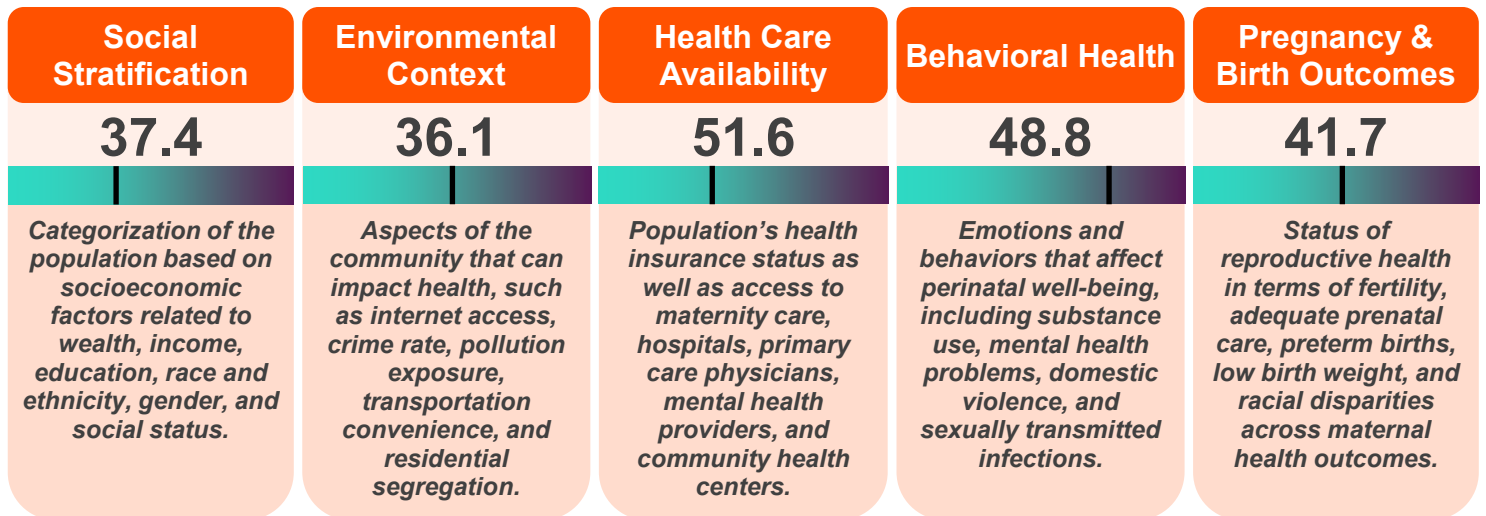 Social
Stratification
37.4
Categorization of the
population based on
socioeconomic
factors related to
wealth, income,
education, race and
ethnicity, gender, and
social status.
Environmental
Context
36.1
Aspects of the
community that can
impact health, such
as internet access,
crime rate, pollution
exposure,
transportation
convenience, and
residential
segregation.
Health Care
Availability
51.6
Population's health
insurance status as
well as access to
maternity care,
hospitals, primary
care physicians,
mental health
providers, and
community health
centers.
Behavioral Health
48.8
Emotions and
behaviors that affect
perinatal well-being,
including substance
use, mental health
problems, domestic
violence, and
sexually transmitted
infections.
Pregnancy &
Birth Outcomes
41.7
Status of
reproductive health
in terms of fertility,
adequate prenatal
care, preterm births,
low birth weight, and
racial disparities
across maternal
health outcomes.